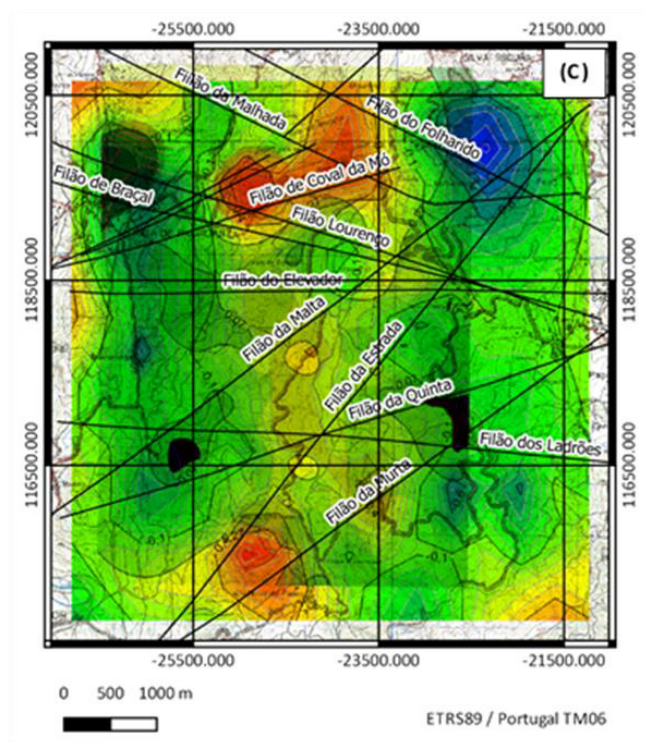 -25500.000 -23500.000 -21500.000
(C)
120500.000 120500.000
Filão da Malhada
Filão do Folharido
Filão de Braçal
Filão de Coval da Mó
Filão Lourenço
118500.000 118500.000
Filão do Elevador
Filão da Malta
Filão da Estrada
Filão da Quinta
Filão dos Ladrões
116500.000 116500.000
Filão da Murta
-0.1
-25500.000 -23500.000 -21500.000
0 500 1000 m
ETRS89 / Portugal TM06